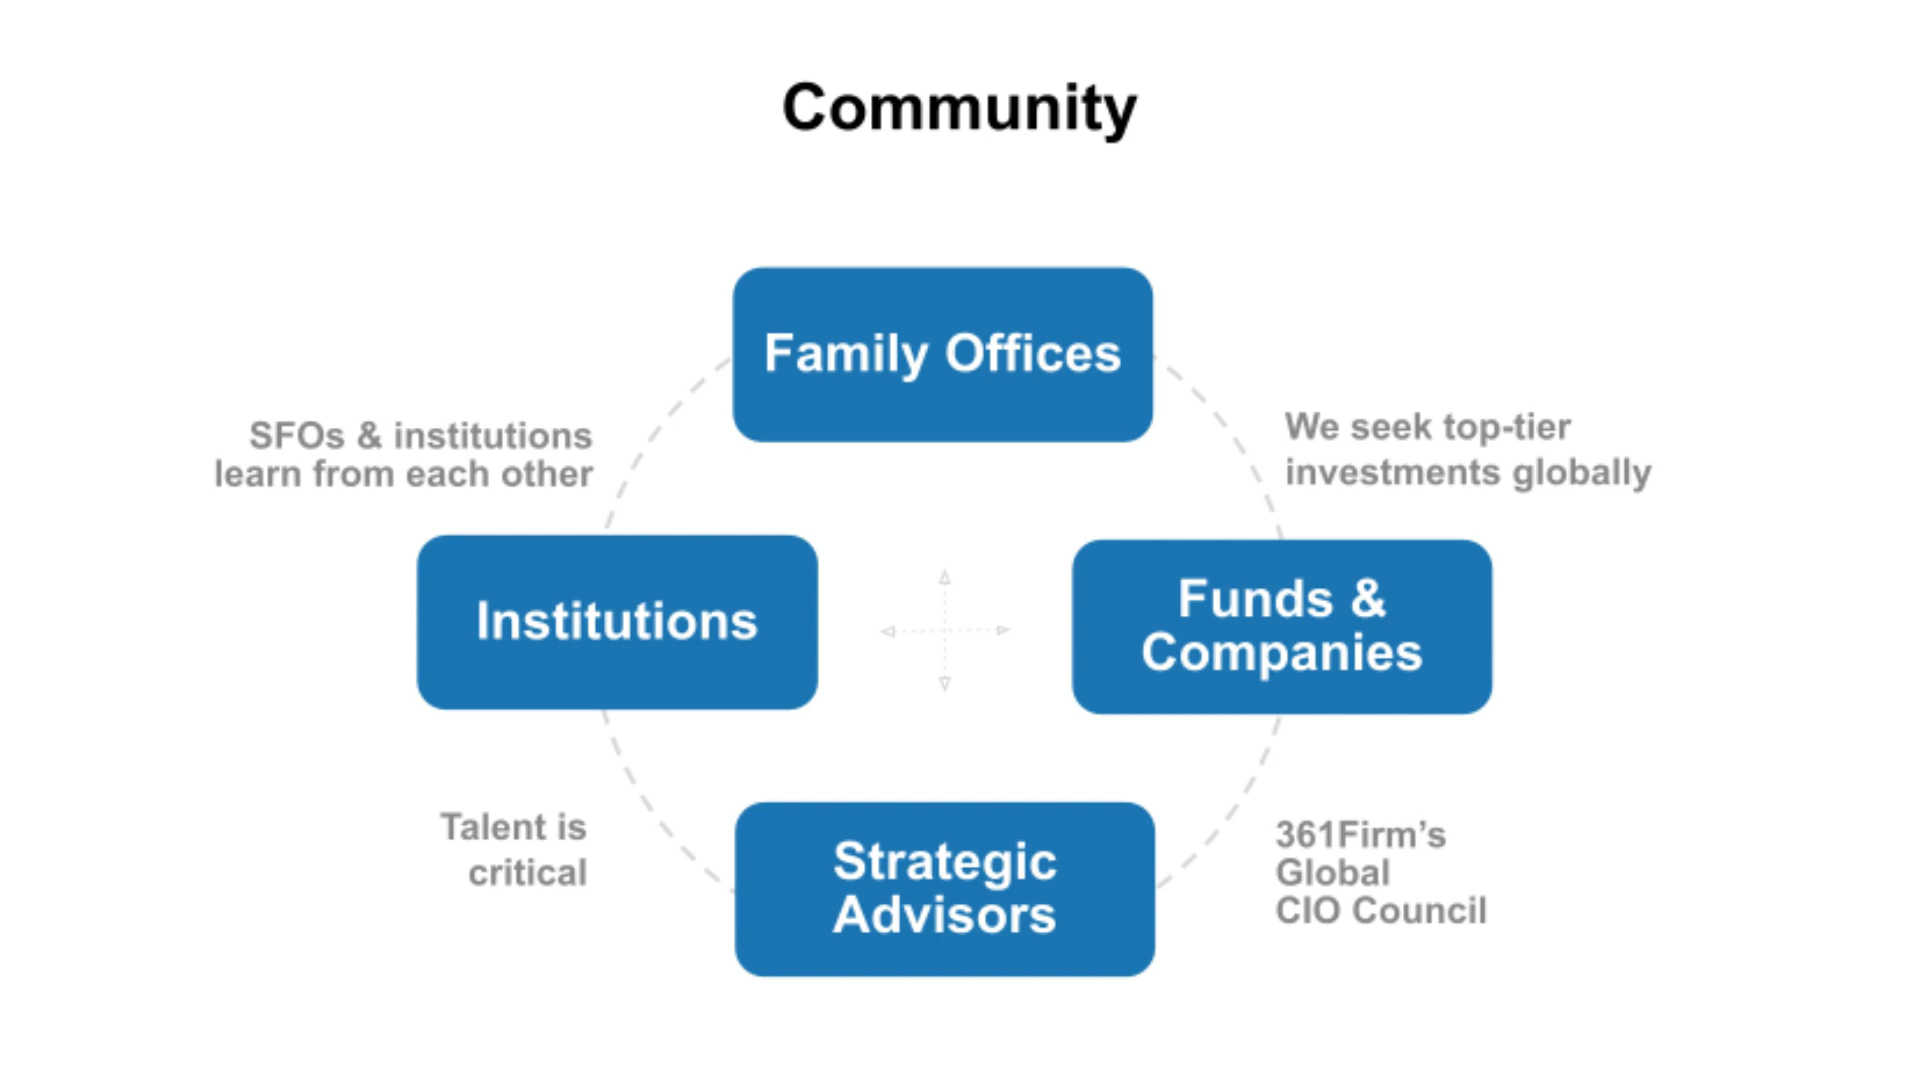 Community
Family Offices
SFOs & institutions
learn from each other
We seek top-tier
investments globally
Institutions
Funds &
Companies
Talent is
critical
Strategic
Advisors
361Firm’s
Global
CIO Council